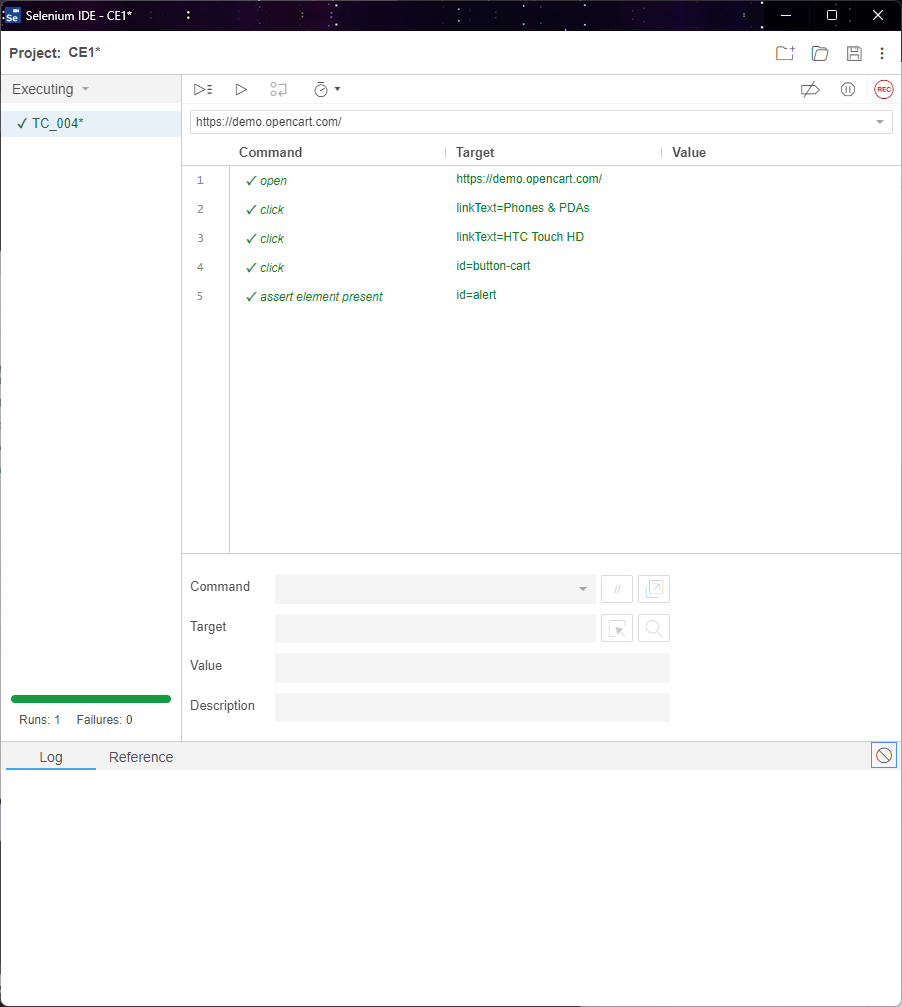 Se Selenium IDE - CE1*
Project: CE1*
Executing
REC
✓ TC_004*
https://demo.opencart.com/
Command Target Value
1 ✓ open https://demo.opencart.com/
2 ✓ click linkText=Phones & PDAs
3 ✓ click linkText=HTC Touch HD
4 ✓ click id=button-cart
5 ✓ assert element present id=alert
Command //
Target
Value
Description
Runs: 1 Failures: 0
Log Reference